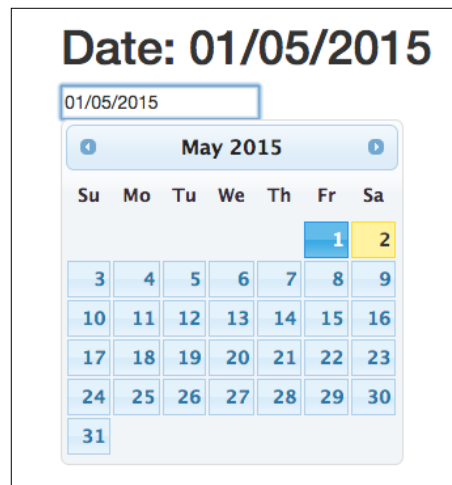 Date: 01/05/2015
01/05/2015
May 2015
Su Mo Tu We Th Fr Sa
1 2
3 4 5 6 7 8 9
10 11 12 13 14 15 16
17 18 19 20 21 22 23
24 25 26 27 28 29 30
31